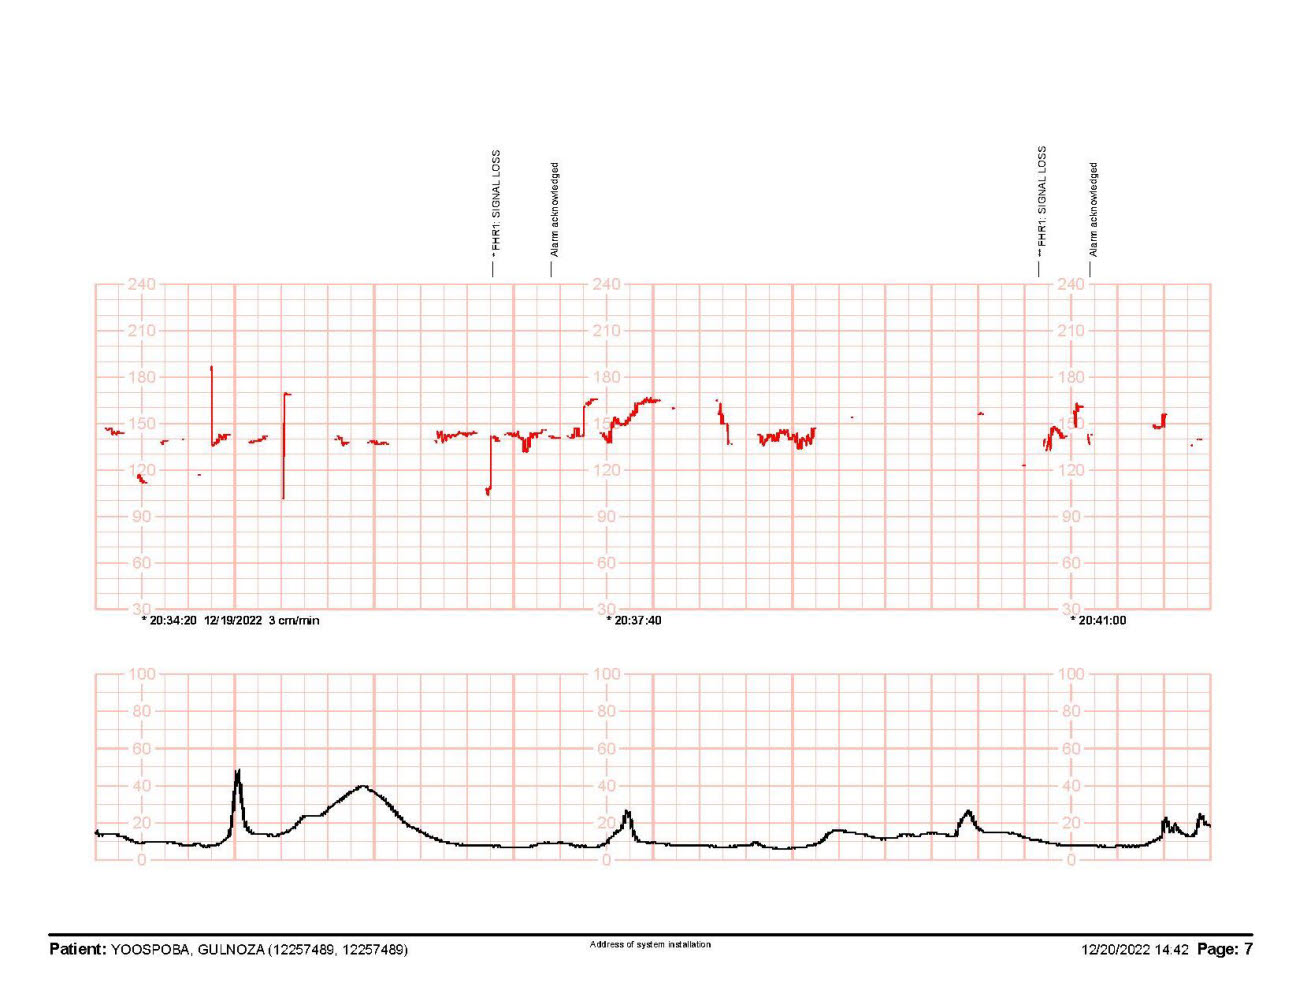 * FHR1: SIGNAL LOSS
Alarm acknowledged
** FHR1: SIGNAL LOSS
Alarm acknowledged
240 240 240
210 210 210
180 180 180
150 150 150
120 120 120
90 90 90
60 60 60
30 30 30
* 20:34:20 12/19/2022 3 cm/min * 20:37:40 * 20:41:00
100 100 100
80 80 80
60 60 60
40 40 40
20 20 20
0 0 0
Patient: YOOSPOBA, GULNOZA (12257489, 12257489) Address of system installation 12/20/2022 14:42 Page: 7